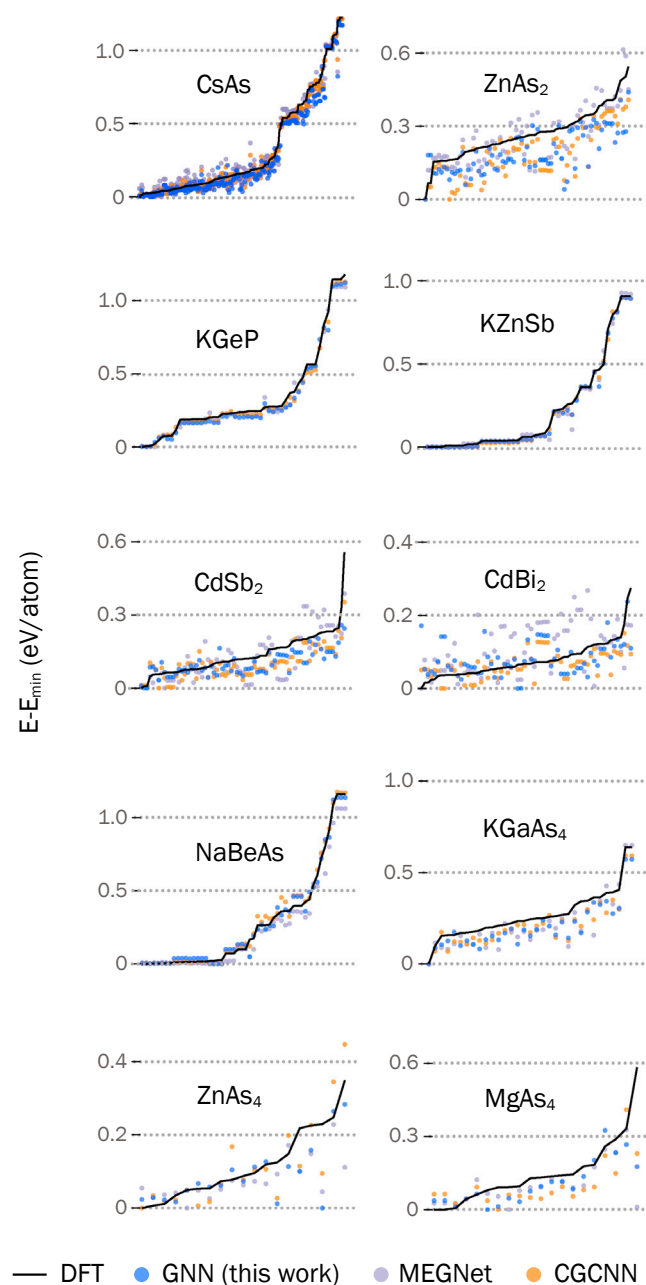 1.0
CsAs
0.5
0
0.6
ZnAs₂
0.3
0
1.0
KGeP
0.5
0
1.0
KZnSb
0.5
0
E-E_min (eV/atom)
0.6
CdSb₂
0.3
0
0.4
CdBi₂
0.2
0
1.0
NaBeAs
0.5
0
1.0
KGaAs₄
0.5
0
0.4
ZnAs₄
0.2
0
0.6
MgAs₄
0.3
0
DFT GNN (this work) MEGNet CGCNN